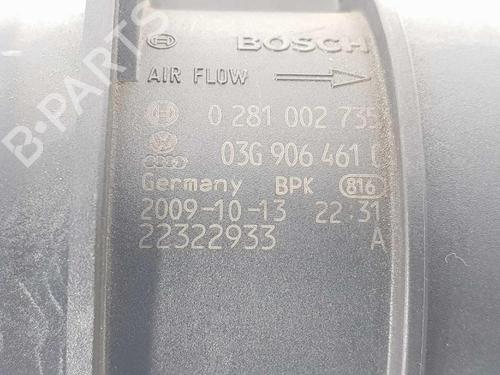 BOSCH
AIR FLOW
0 281 002 735
03G 906 461 C
Germany BPK 816
2009-10-13 22:31
22322933 A